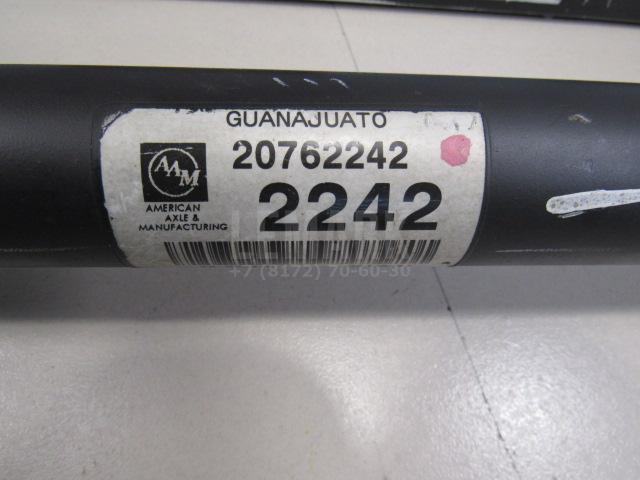 GUANAJUATO
20762242
AAM
2242
AMERICAN
AXLE &
MANUFACTURING
+7 (8172) 70-60-30